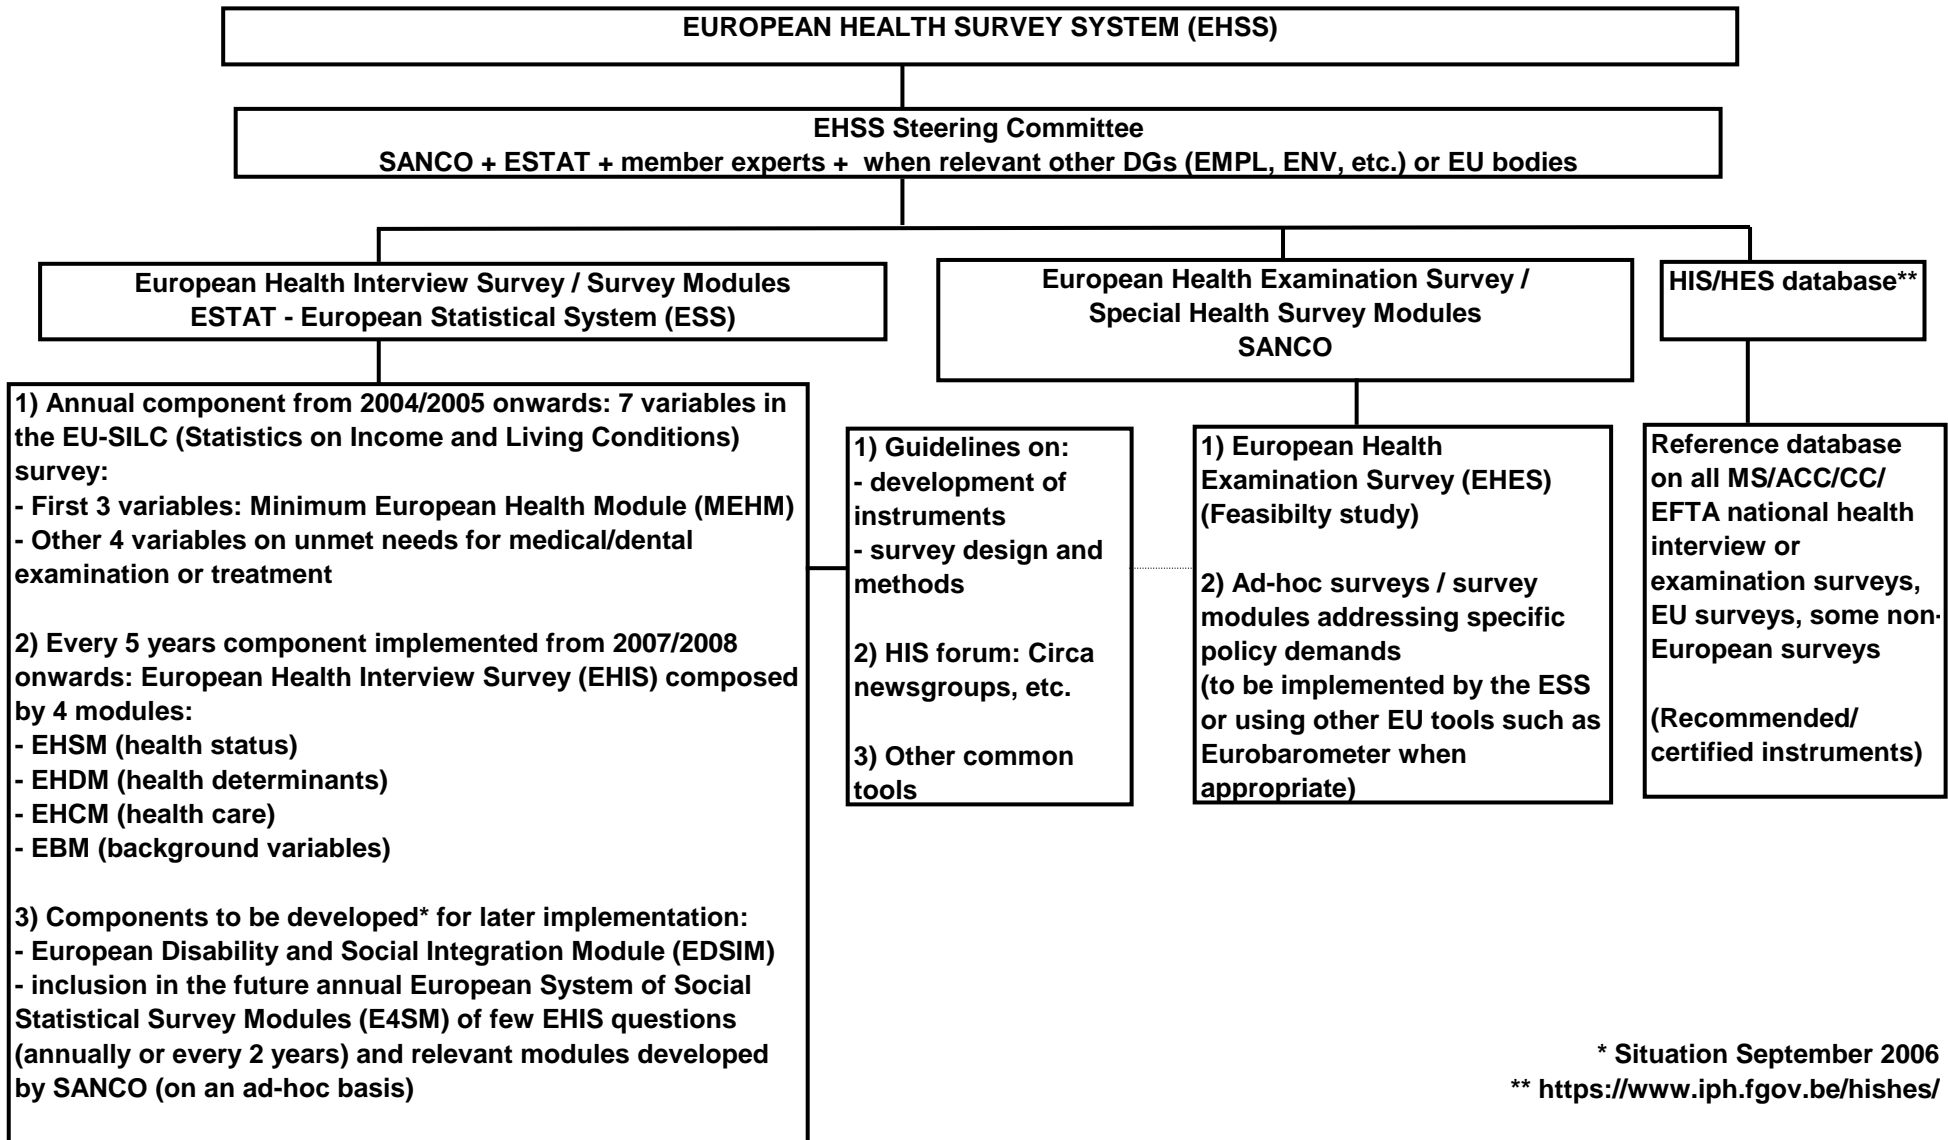 EUROPEAN HEALTH SURVEY SYSTEM (EHSS)
EHSS Steering Committee
SANCO + ESTAT + member experts + when relevant other DGs (EMPL, ENV, etc.) or EU bodies
European Health Interview Survey / Survey Modules
ESTAT - European Statistical System (ESS)
European Health Examination Survey /
Special Health Survey Modules
SANCO
HIS/HES database**
1) Annual component from 2004/2005 onwards: 7 variables in
the EU-SILC (Statistics on Income and Living Conditions)
survey:
- First 3 variables: Minimum European Health Module (MEHM)
- Other 4 variables on unmet needs for medical/dental
examination or treatment
2) Every 5 years component implemented from 2007/2008
onwards: European Health Interview Survey (EHIS) composed
by 4 modules:
- EHSM (health status)
- EHDM (health determinants)
- EHCM (health care)
- EBM (background variables)
3) Components to be developed* for later implementation:
- European Disability and Social Integration Module (EDSIM)
- inclusion in the future annual European System of Social
Statistical Survey Modules (E4SM) of few EHIS questions
(annually or every 2 years) and relevant modules developed
by SANCO (on an ad-hoc basis)
1) Guidelines on:
- development of
instruments
- survey design and
methods
2) HIS forum: Circa
newsgroups, etc.
3) Other common
tools
1) European Health
Examination Survey (EHES)
(Feasibilty study)
2) Ad-hoc surveys / survey
modules addressing specific
policy demands
(to be implemented by the ESS
or using other EU tools such as
Eurobarometer when
appropriate)
Reference database
on all MS/ACC/CC/
EFTA national health
interview or
examination surveys,
EU surveys, some non-
European surveys
(Recommended/
certified instruments)
* Situation September 2006
** https://www.iph.fgov.be/hishes/